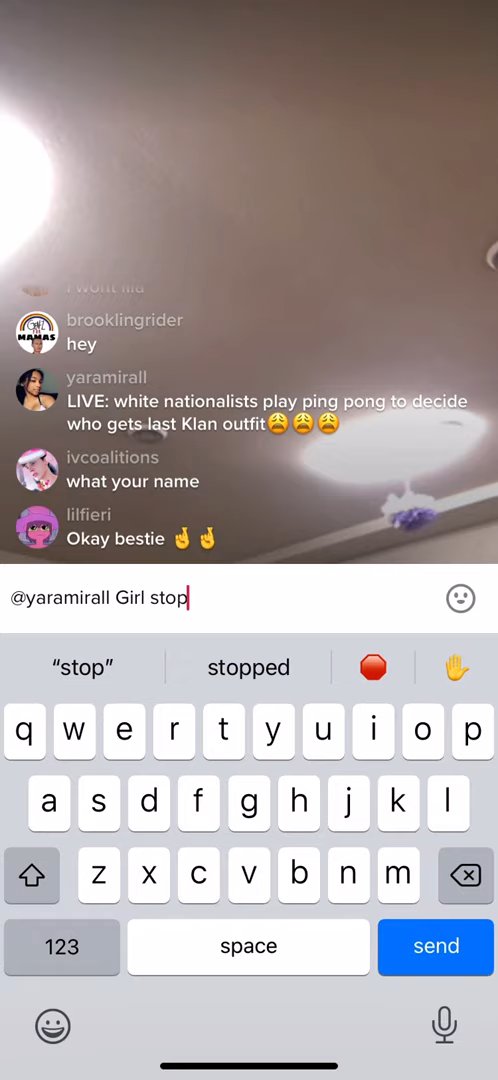 brooklingrider
hey
yaramirall
LIVE: white nationalists play ping pong to decide
who gets last Klan outfit😩😩😩
ivcoalitions
what your name
lilfieri
Okay bestie 🤞🤞
@yaramirall Girl stop
“stop” stopped 🛑 ✋
q w e r t y u i o p
a s d f g h j k l
z x c v b n m
123 space send